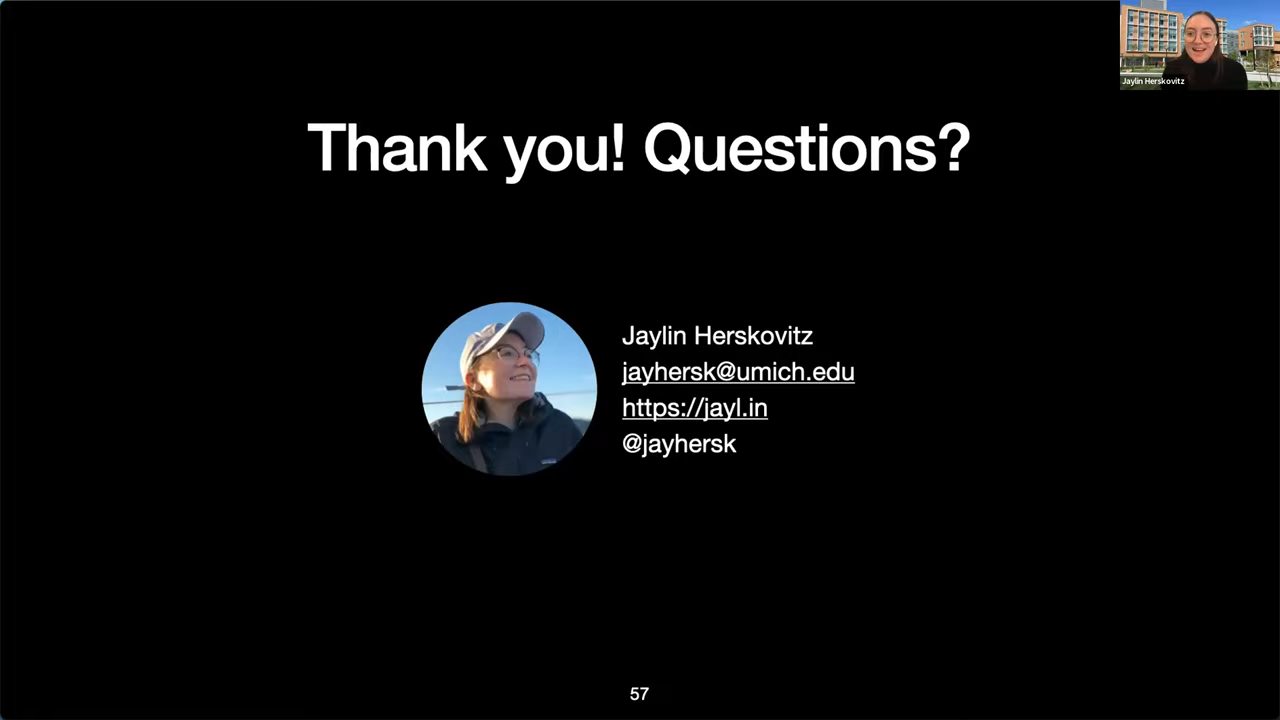 Jaylin Herskovitz
Thank you! Questions?
Jaylin Herskovitz
jayhersk@umich.edu
https://jayl.in
@jayhersk
57